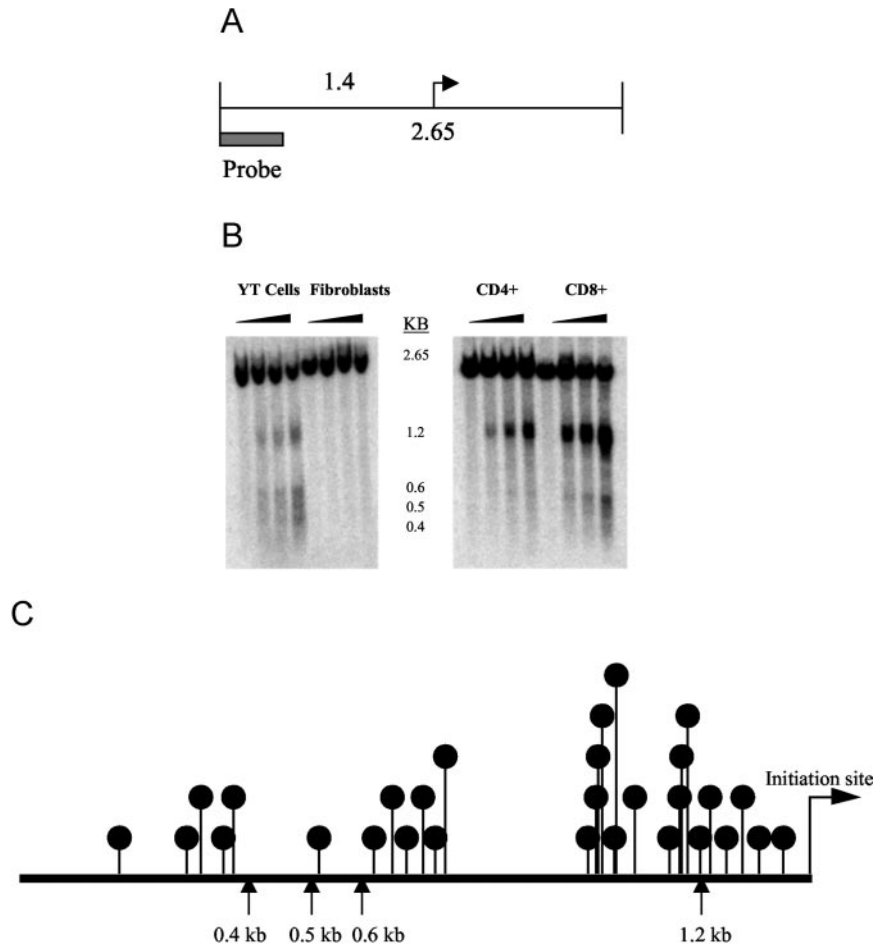 A
1.4
2.65
Probe
B
YT Cells Fibroblasts
CD4+ CD8+
KB
2.65
1.2
0.6
0.5
0.4
C
Initiation site
0.4 kb 0.5 kb 0.6 kb 1.2 kb